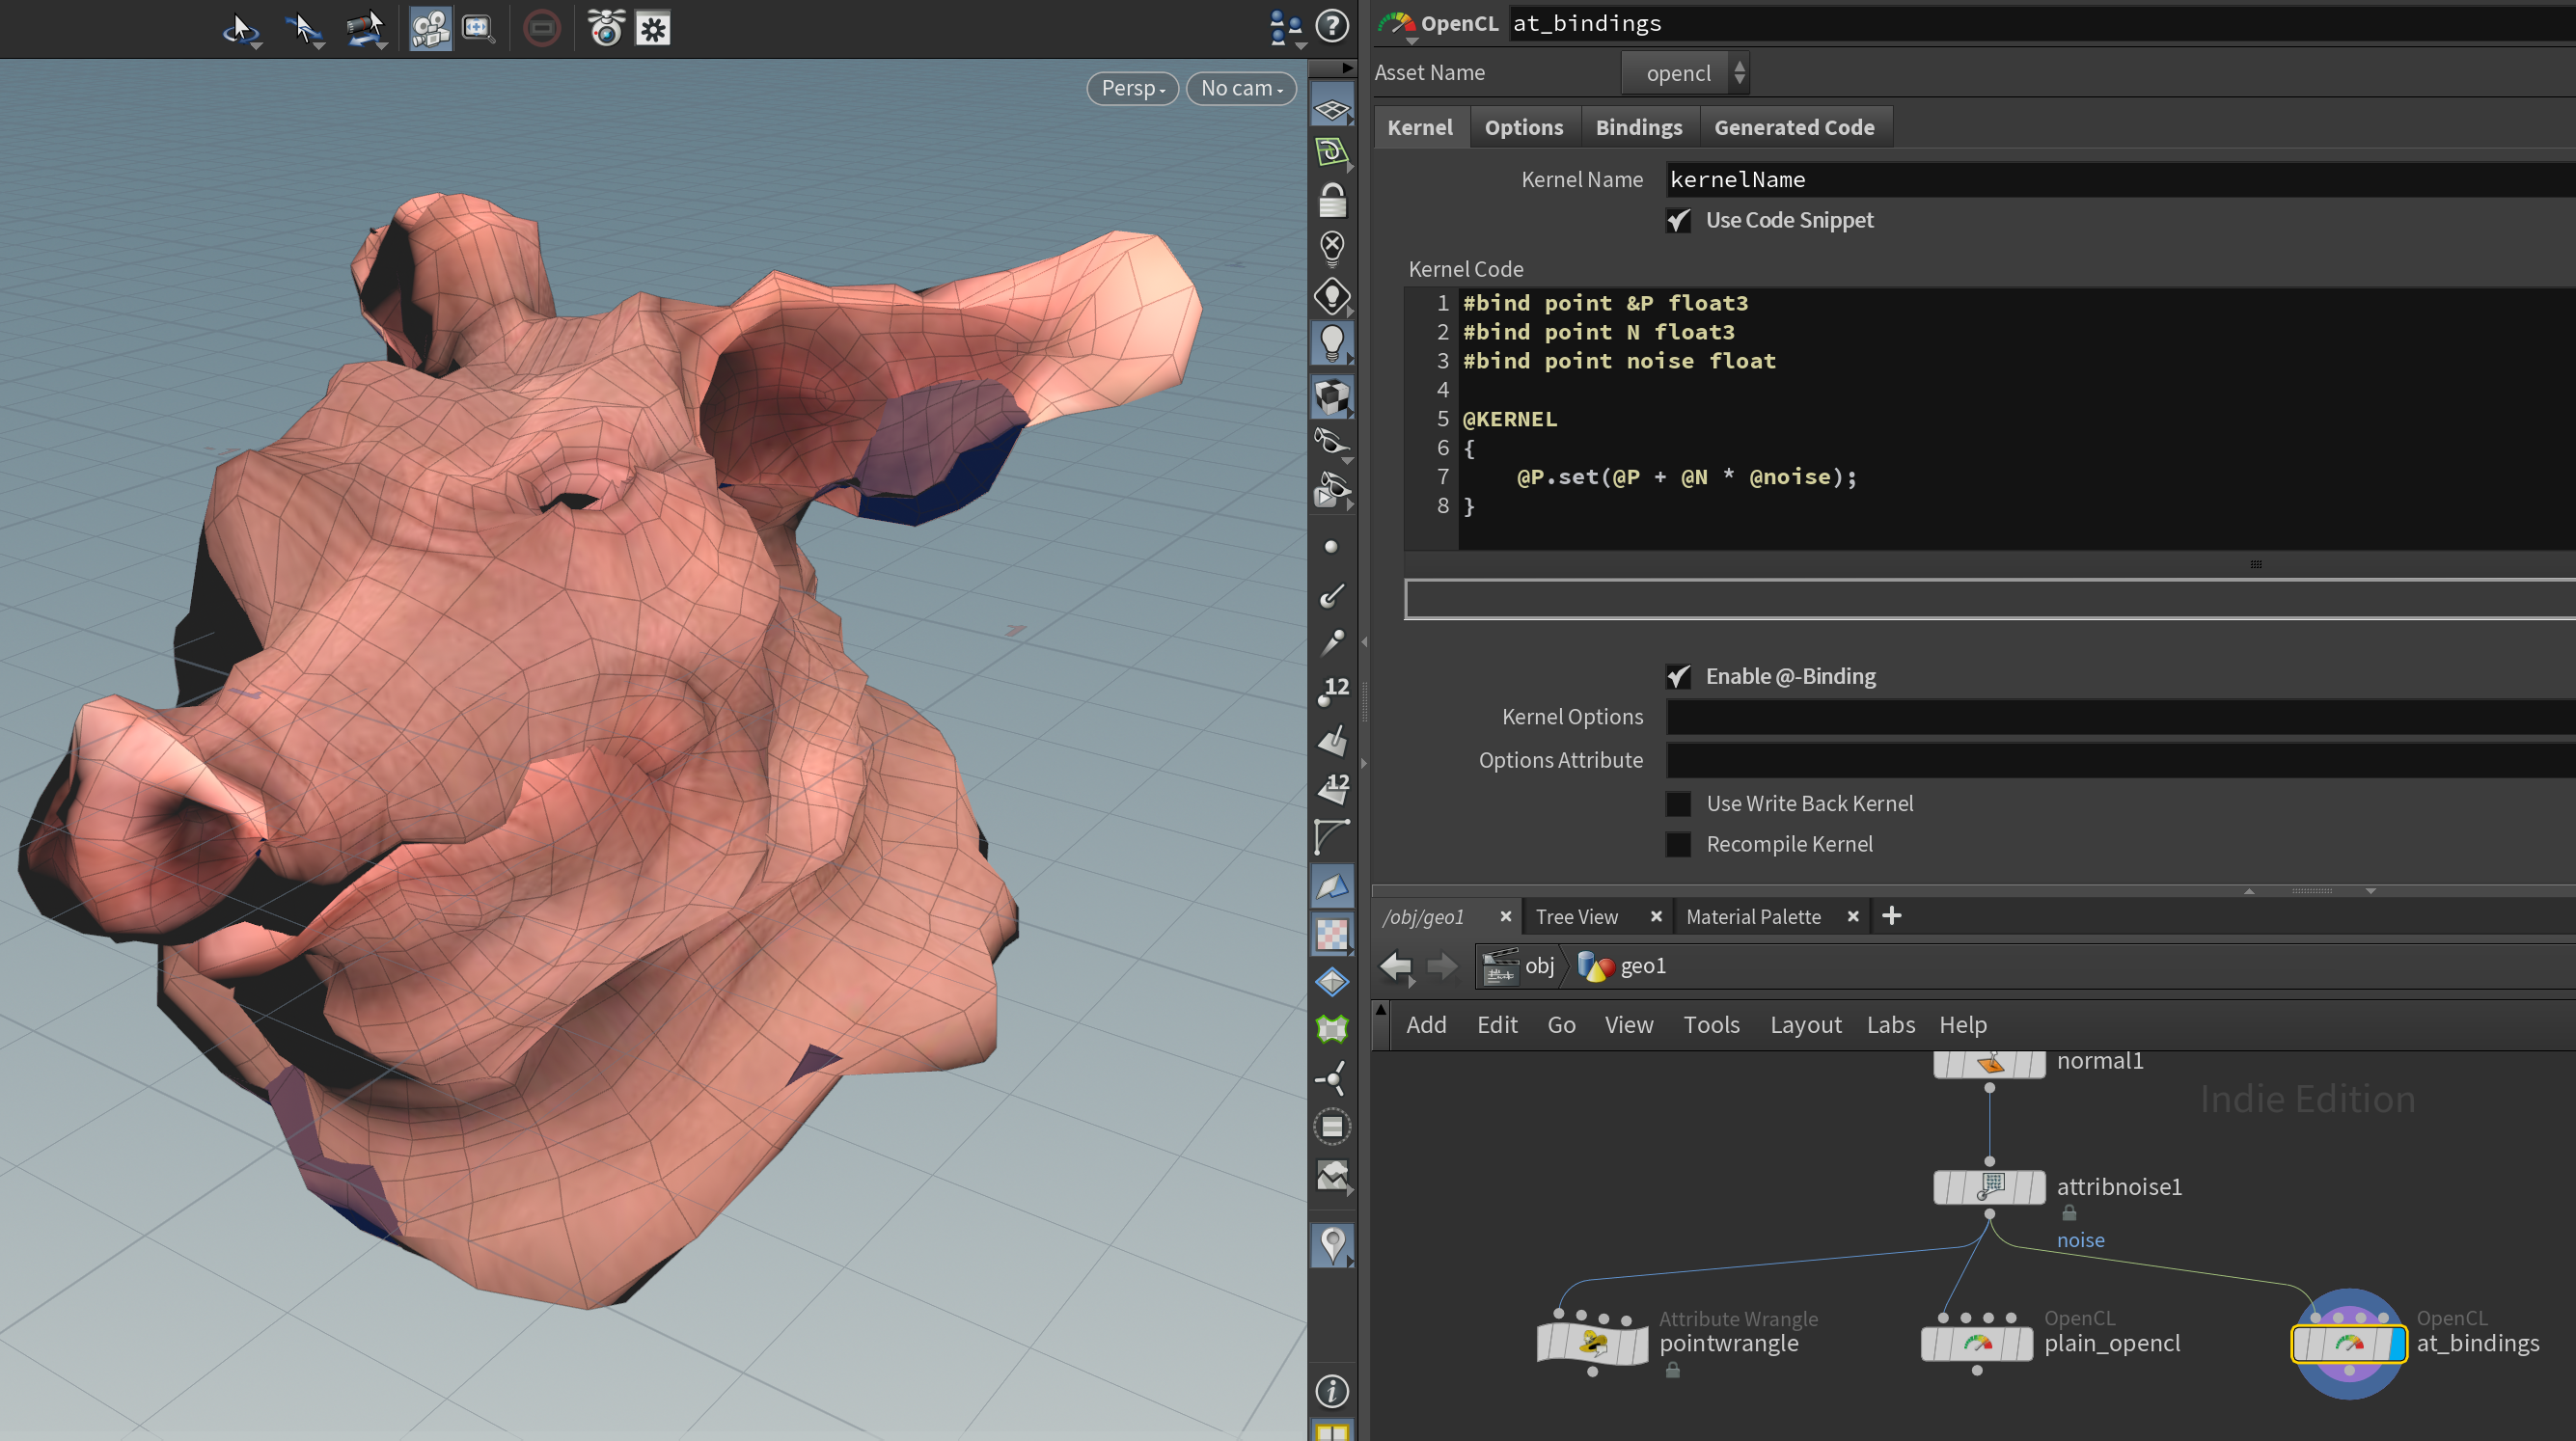 Persp
No cam
OpenCL at_bindings
Asset Name opencl
Kernel Options Bindings Generated Code
Kernel Name kernelName
Use Code Snippet
Kernel Code
1 #bind point &P float3
2 #bind point N float3
3 #bind point noise float
4
5 @KERNEL
6 {
7 @P.set(@P + @N * @noise);
8 }
Enable @-Binding
Kernel Options
Options Attribute
Use Write Back Kernel
Recompile Kernel
12
12
/obj/geo1 Tree View Material Palette
obj geo1
Add Edit Go View Tools Layout Labs Help
normal1
Indie Edition
attribnoise1
noise
Attribute Wrangle
pointwrangle
OpenCL
plain_opencl
OpenCL
at_bindings